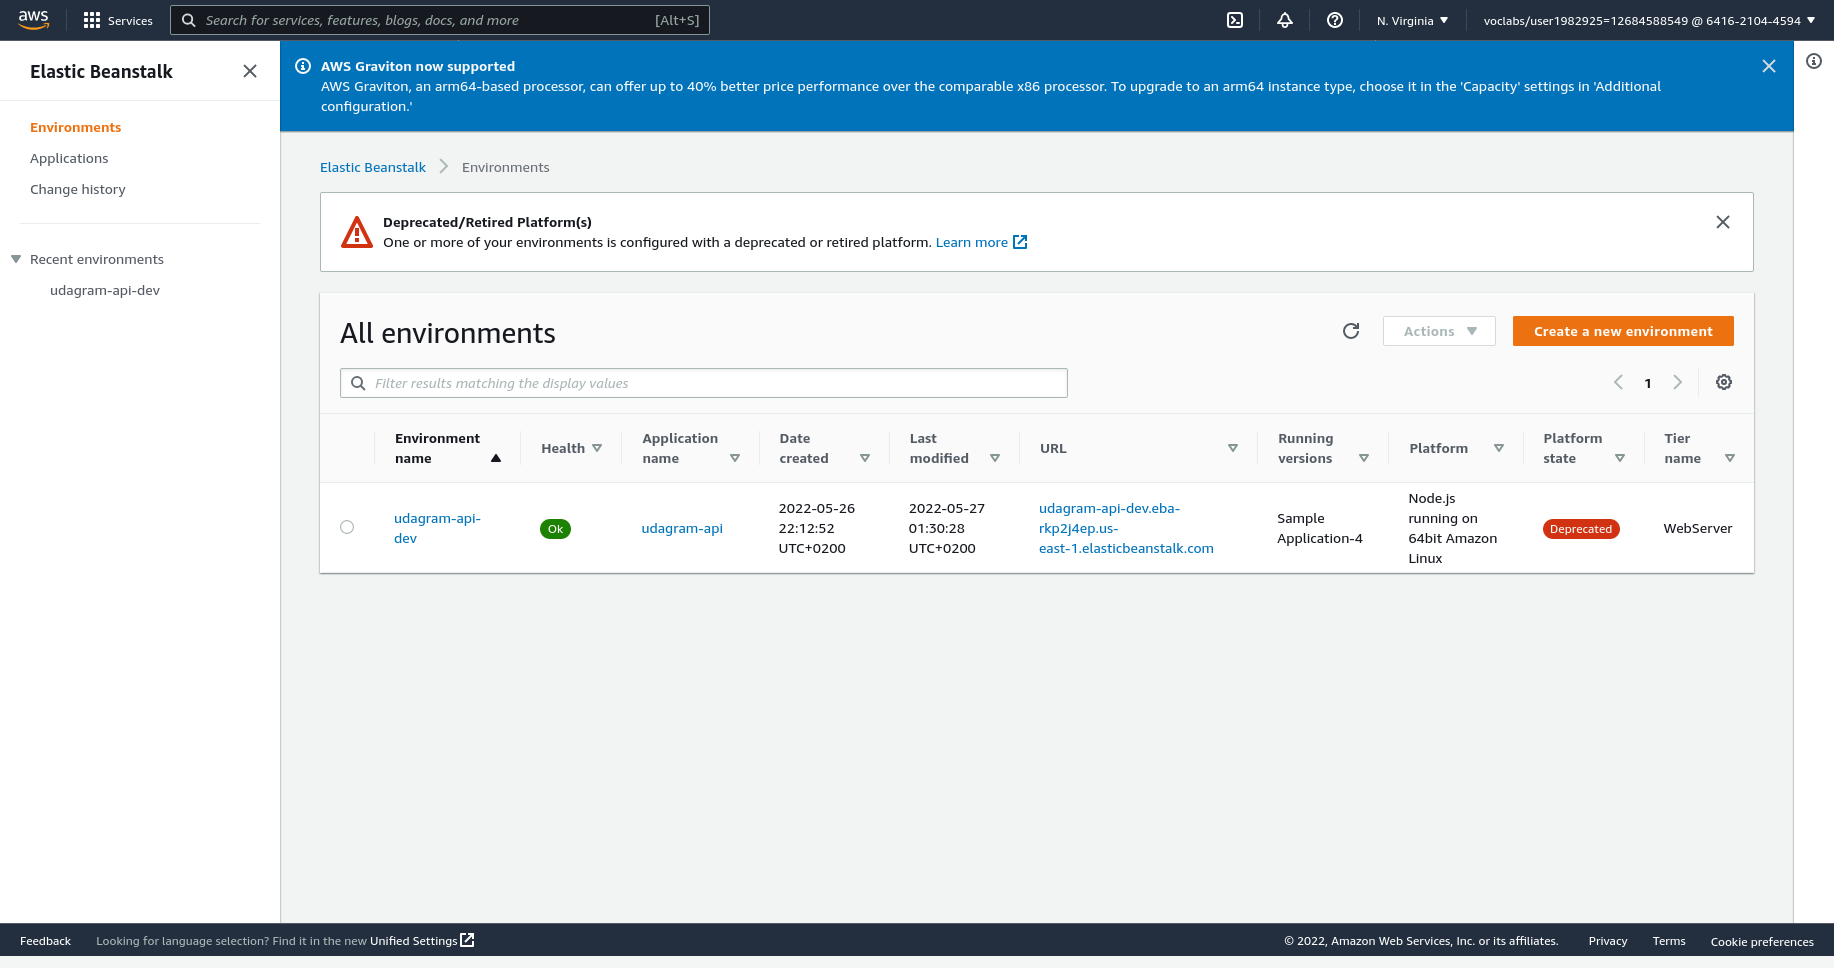 aws
Services
Search for services, features, blogs, docs, and more
[Alt+S]
N. Virginia
voclabs/user1982925=12684588549 @ 6416-2104-4594
Elastic Beanstalk
Environments
Applications
Change history
Recent environments
udagram-api-dev
AWS Graviton now supported
AWS Graviton, an arm64-based processor, can offer up to 40% better price performance over the comparable x86 processor. To upgrade to an arm64 instance type, choose it in the 'Capacity' settings in 'Additional
configuration.'
Elastic Beanstalk
Environments
Deprecated/Retired Platform(s)
One or more of your environments is configured with a deprecated or retired platform. Learn more
All environments
Actions
Create a new environment
Filter results matching the display values
1
Environment
name
Health
Application
name
Date
created
Last
modified
URL
Running
versions
Platform
Platform
state
Tier
name
udagram-api-
dev
Ok
udagram-api
2022-05-26
22:12:52
UTC+0200
2022-05-27
01:30:28
UTC+0200
udagram-api-dev.eba-
rkp2j4ep.us-
east-1.elasticbeanstalk.com
Sample
Application-4
Node.js
running on
64bit Amazon
Linux
Deprecated
WebServer
Feedback
Looking for language selection? Find it in the new Unified Settings
© 2022, Amazon Web Services, Inc. or its affiliates.
Privacy
Terms
Cookie preferences